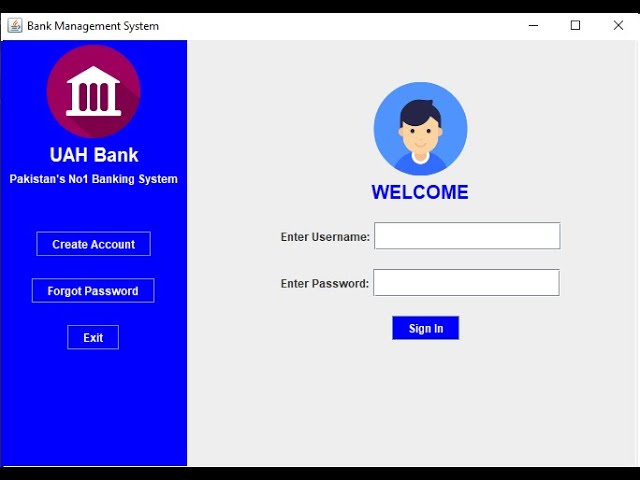 Bank Management System
UAH Bank
Pakistan's No1 Banking System
Create Account
Forgot Password
Exit
WELCOME
Enter Username:
Enter Password:
Sign In